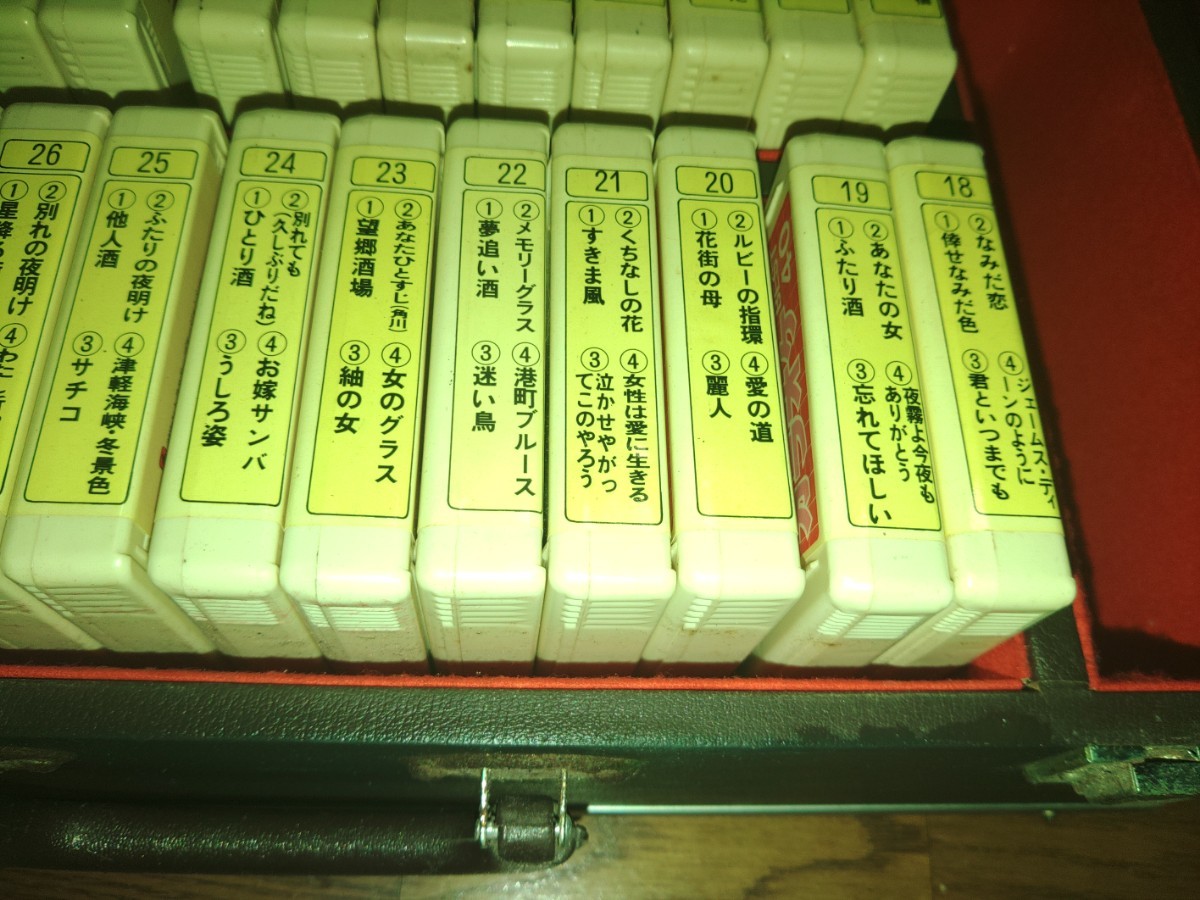 26
②別れの夜明け
25
①他人酒
②ふたりの夜明け
③サチコ
④津軽海峡・冬景色
24
①ひとり酒
②別れても
(久しぶりだね)
③うしろ姿
④お嫁サンバ
23
①望郷酒場
②あなたひとすじ(角川)
③紬の女
④女のグラス
22
①夢追い酒
②メモリーグラス
③迷い鳥
④港町ブルース
21
①すきま風
②くちなしの花
③泣かせやがっ
てこのやろう
④女性は愛に生きる
20
①花街の母
②ルビーの指環
③麗人
④愛の道
19
①ふたり酒
②あなたの女
③忘れてほしい
④夜霧よ今夜も
ありがとう
18
①倖せなみだ色
②なみだ恋
③君といつまでも
④ジェームス・ディ
ーンのように